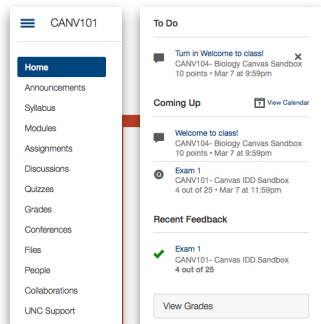 CANV101
Home
Announcements
Syllabus
Modules
Assignments
Discussions
Quizzes
Grades
Conferences
Files
People
Collaborations
UNC Support
To Do
Turn in Welcome to class!
CANV104- Biology Canvas Sandbox
10 points • Mar 7 at 9:59pm
Coming Up
View Calendar
Welcome to class!
CANV104- Biology Canvas Sandbox
10 points • Mar 7 at 9:59pm
Exam 1
CANV101- Canvas IDD Sandbox
4 out of 25 • Mar 7 at 11:59pm
Recent Feedback
Exam 1
CANV101- Canvas IDD Sandbox
4 out of 25
View Grades